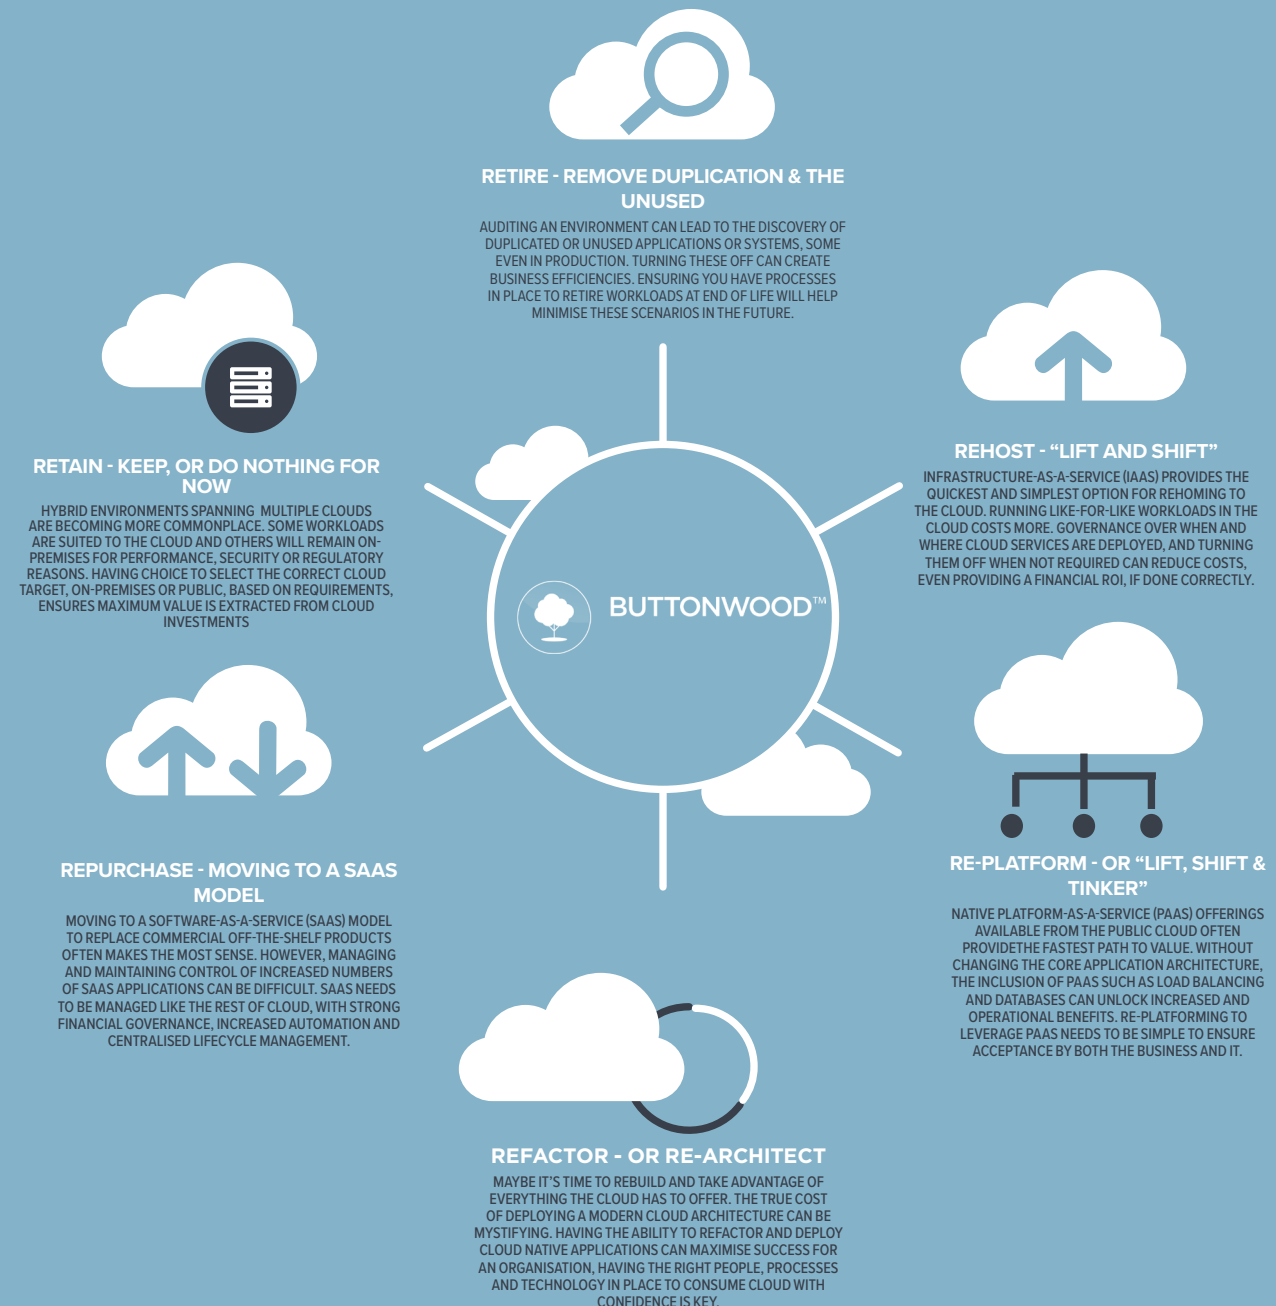 RETIRE - REMOVE DUPLICATION & THE
UNUSED
AUDITING AN ENVIRONMENT CAN LEAD TO THE DISCOVERY OF
DUPLICATED OR UNUSED APPLICATIONS OR SYSTEMS, SOME
EVEN IN PRODUCTION. TURNING THESE OFF CAN CREATE
BUSINESS EFFICIENCIES. ENSURING YOU HAVE PROCESSES
IN PLACE TO RETIRE WORKLOADS AT END OF LIFE WILL HELP
MINIMISE THESE SCENARIOS IN THE FUTURE.
REHOST - “LIFT AND SHIFT”
INFRASTRUCTURE-AS-A-SERVICE (IAAS) PROVIDES THE
QUICKEST AND SIMPLEST OPTION FOR REHOMING TO
THE CLOUD. RUNNING LIKE-FOR-LIKE WORKLOADS IN THE
CLOUD COSTS MORE. GOVERNANCE OVER WHEN AND
WHERE CLOUD SERVICES ARE DEPLOYED, AND TURNING
THEM OFF WHEN NOT REQUIRED CAN REDUCE COSTS,
EVEN PROVIDING A FINANCIAL ROI, IF DONE CORRECTLY.
RETAIN - KEEP, OR DO NOTHING FOR
NOW
HYBRID ENVIRONMENTS SPANNING MULTIPLE CLOUDS
ARE BECOMING MORE COMMONPLACE. SOME WORKLOADS
ARE SUITED TO THE CLOUD AND OTHERS WILL REMAIN ON-
PREMISES FOR PERFORMANCE, SECURITY OR REGULATORY
REASONS. HAVING CHOICE TO SELECT THE CORRECT CLOUD
TARGET, ON-PREMISES OR PUBLIC, BASED ON REQUIREMENTS,
ENSURES MAXIMUM VALUE IS EXTRACTED FROM CLOUD
INVESTMENTS
BUTTONWOOD™
REPURCHASE - MOVING TO A SAAS
MODEL
MOVING TO A SOFTWARE-AS-A-SERVICE (SAAS) MODEL
TO REPLACE COMMERCIAL OFF-THE-SHELF PRODUCTS
OFTEN MAKES THE MOST SENSE. HOWEVER, MANAGING
AND MAINTAINING CONTROL OF INCREASED NUMBERS
OF SAAS APPLICATIONS CAN BE DIFFICULT. SAAS NEEDS
TO BE MANAGED LIKE THE REST OF CLOUD, WITH STRONG
FINANCIAL GOVERNANCE, INCREASED AUTOMATION AND
CENTRALISED LIFECYCLE MANAGEMENT.
RE-PLATFORM - OR “LIFT, SHIFT &
TINKER”
NATIVE PLATFORM-AS-A-SERVICE (PAAS) OFFERINGS
AVAILABLE FROM THE PUBLIC CLOUD OFTEN
PROVIDETHE FASTEST PATH TO VALUE. WITHOUT
CHANGING THE CORE APPLICATION ARCHITECTURE,
THE INCLUSION OF PAAS SUCH AS LOAD BALANCING
AND DATABASES CAN UNLOCK INCREASED AND
OPERATIONAL BENEFITS. RE-PLATFORMING TO
LEVERAGE PAAS NEEDS TO BE SIMPLE TO ENSURE
ACCEPTANCE BY BOTH THE BUSINESS AND IT.
REFACTOR - OR RE-ARCHITECT
MAYBE IT’S TIME TO REBUILD AND TAKE ADVANTAGE OF
EVERYTHING THE CLOUD HAS TO OFFER. THE TRUE COST
OF DEPLOYING A MODERN CLOUD ARCHITECTURE CAN BE
MYSTIFYING. HAVING THE ABILITY TO REFACTOR AND DEPLOY
CLOUD NATIVE APPLICATIONS CAN MAXIMISE SUCCESS FOR
AN ORGANISATION, HAVING THE RIGHT PEOPLE, PROCESSES
AND TECHNOLOGY IN PLACE TO CONSUME CLOUD WITH
CONFIDENCE IS KEY.